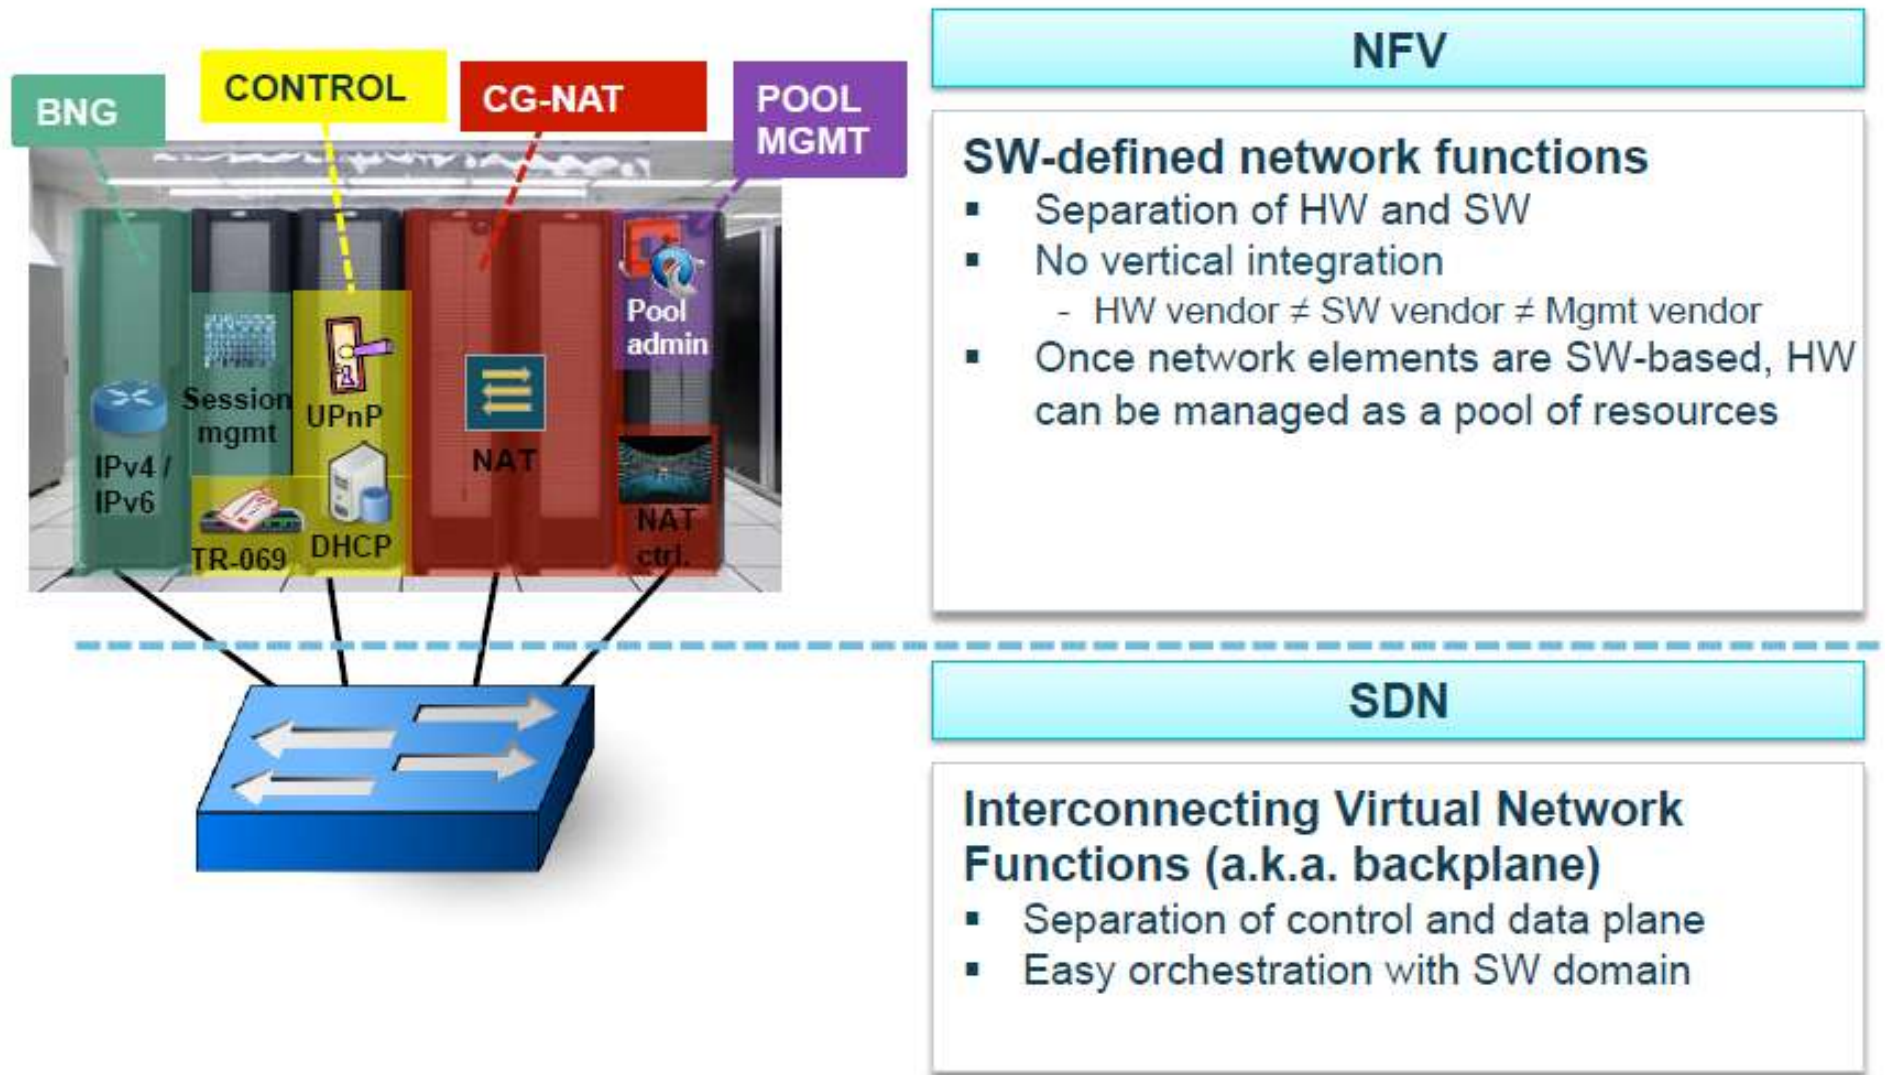 BNG
CONTROL
CG-NAT
POOL
MGMT
Pool
admin
Session
mgmt
UPnP
IPv4 /
IPv6
NAT
TR-069
DHCP
NAT
ctrl.
NFV
SW-defined network functions
▪ Separation of HW and SW
▪ No vertical integration
- HW vendor ≠ SW vendor ≠ Mgmt vendor
▪ Once network elements are SW-based, HW
can be managed as a pool of resources
SDN
Interconnecting Virtual Network
Functions (a.k.a. backplane)
▪ Separation of control and data plane
▪ Easy orchestration with SW domain